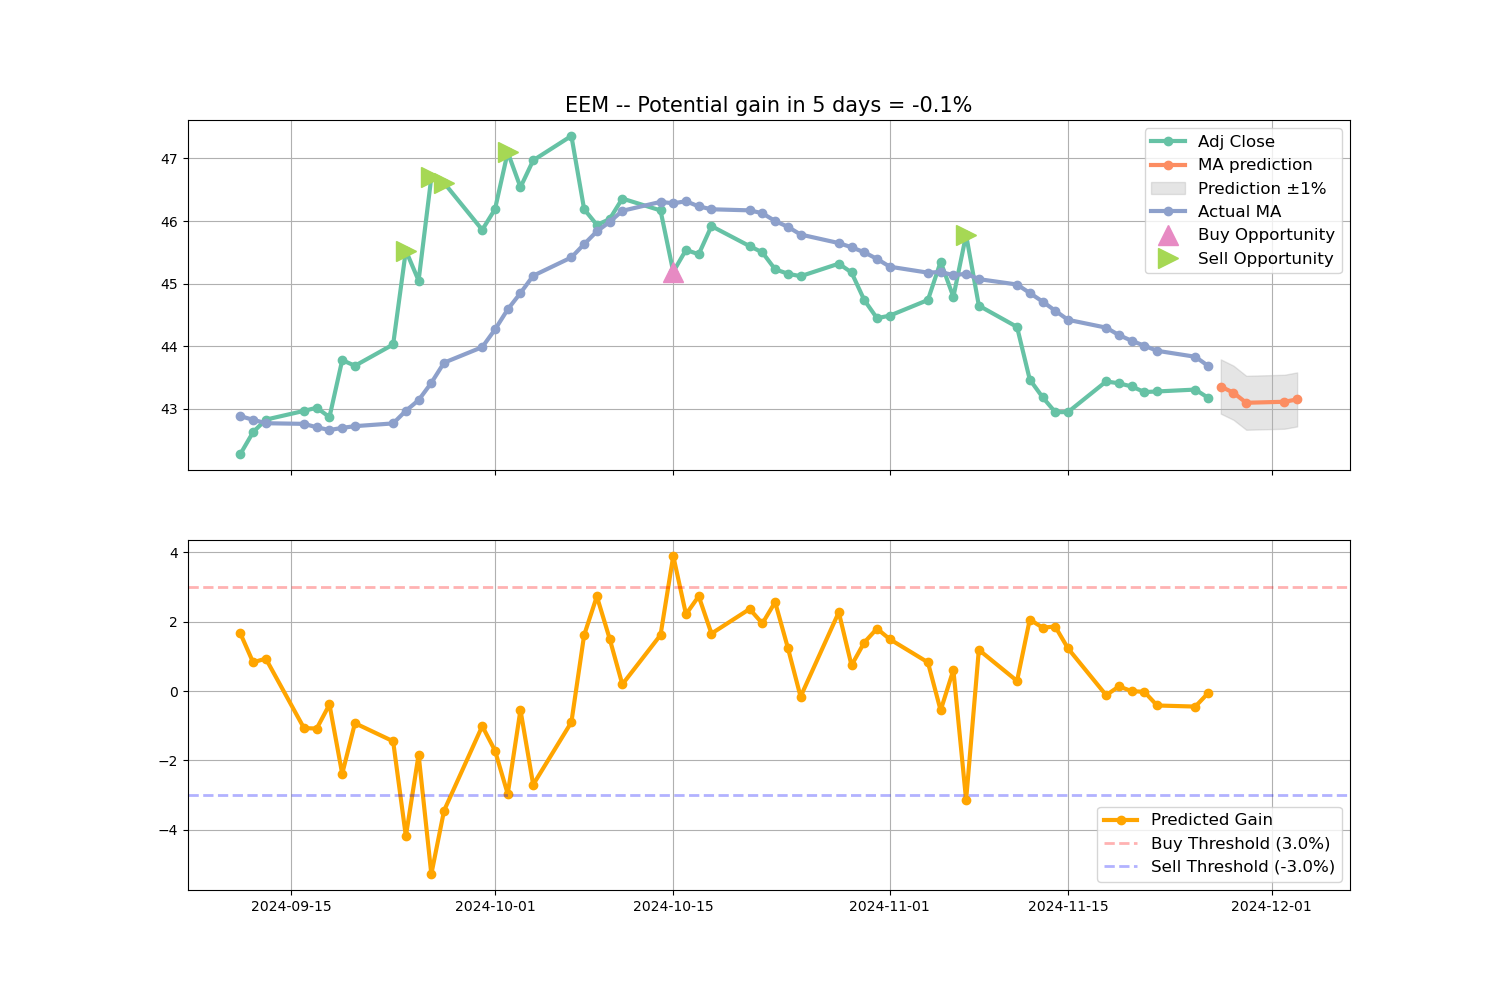 EEM -- Potential gain in 5 days = -0.1%
47
46
45
44
43
Adj Close
MA prediction
Prediction ±1%
Actual MA
Buy Opportunity
Sell Opportunity
4
2
0
−2
−4
Predicted Gain
Buy Threshold (3.0%)
Sell Threshold (-3.0%)
2024-09-15
2024-10-01
2024-10-15
2024-11-01
2024-11-15
2024-12-01